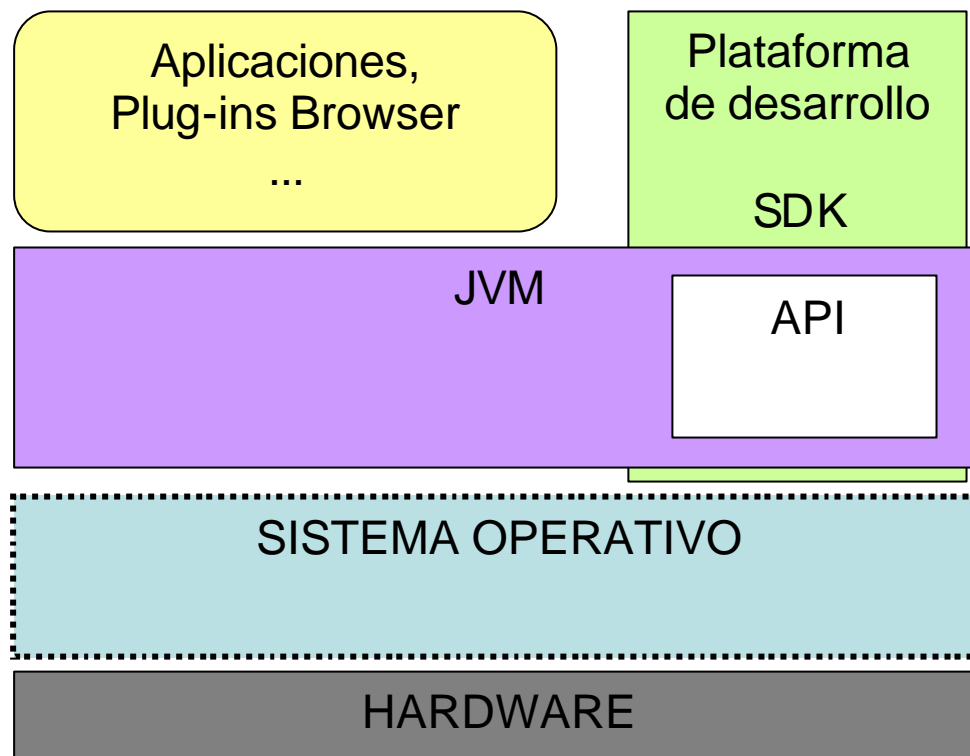 Aplicaciones,
Plug-ins Browser
...
Plataforma
de desarrollo
SDK
JVM
API
SISTEMA OPERATIVO
HARDWARE